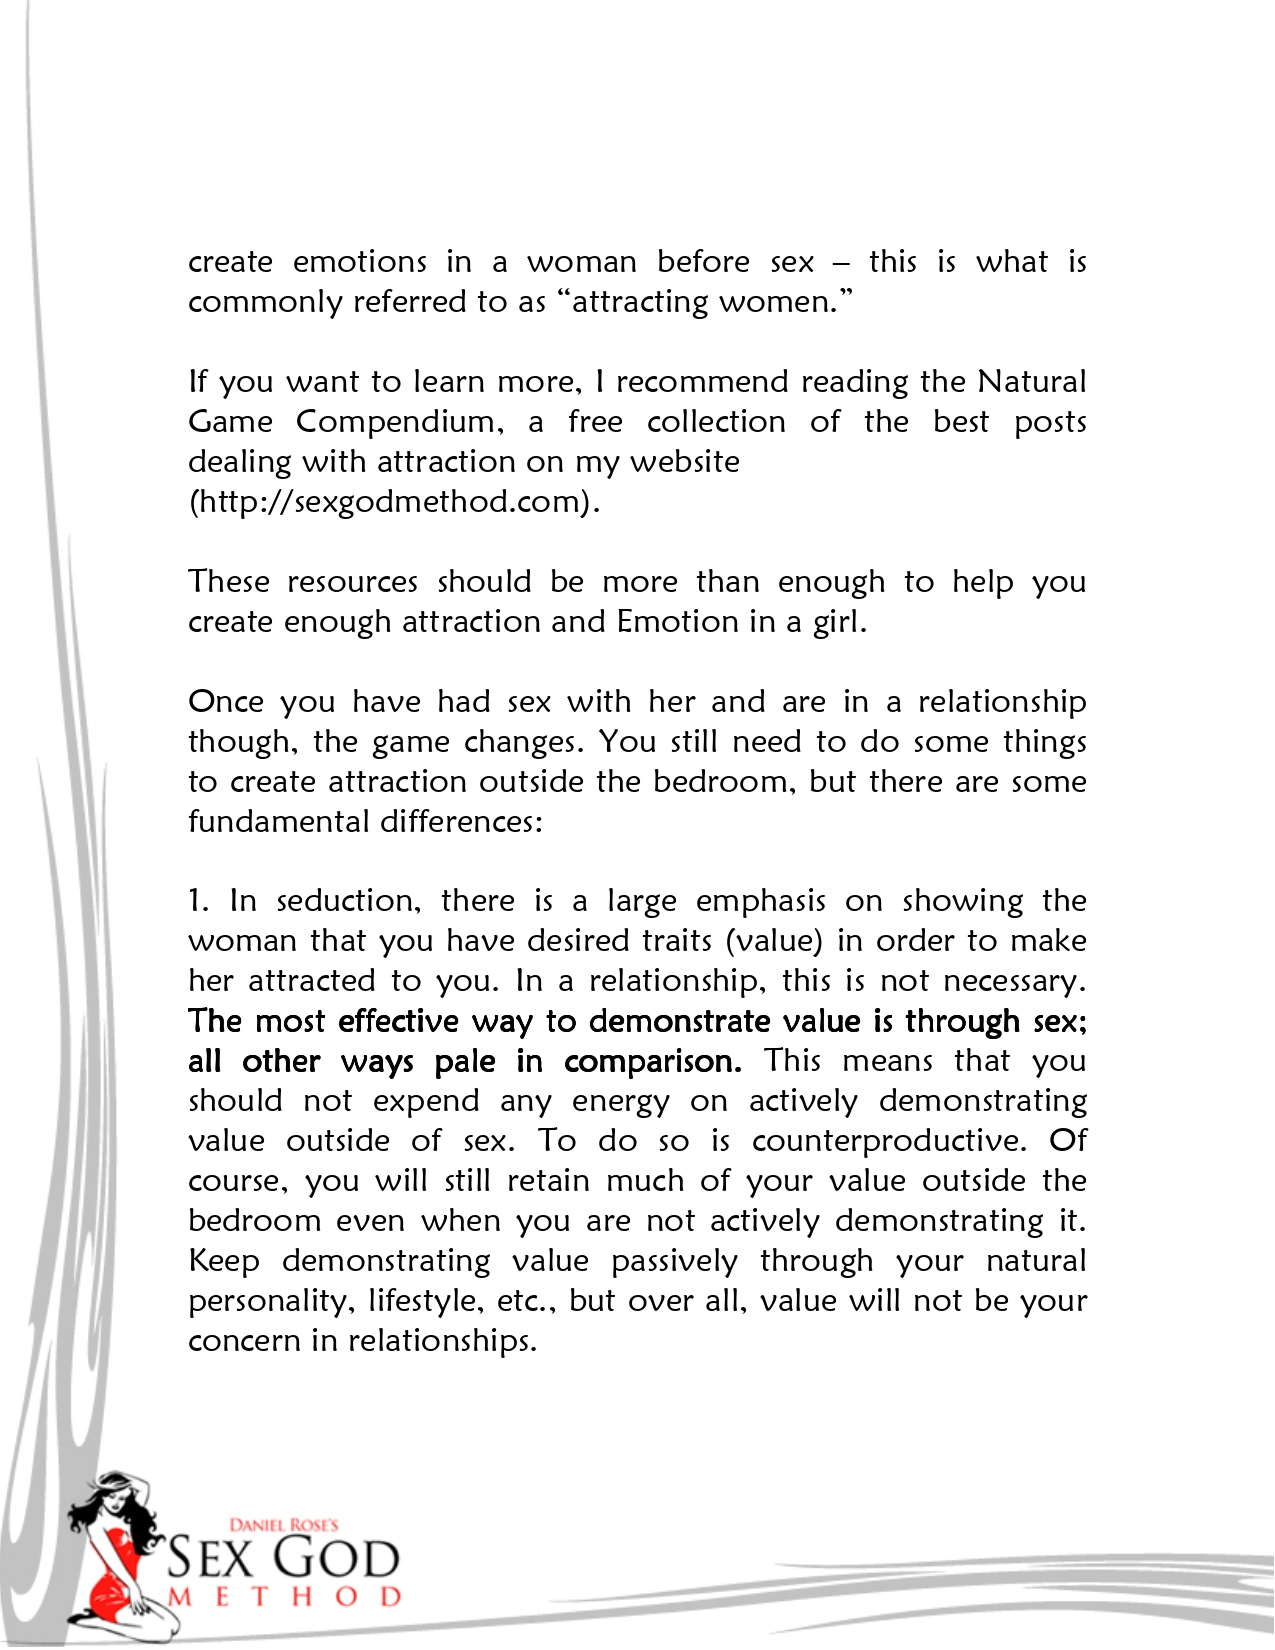 create emotions in a woman before sex – this is what is
commonly referred to as “attracting women.”
If you want to learn more, I recommend reading the Natural
Game Compendium, a free collection of the best posts
dealing with attraction on my website
(http://sexgodmethod.com).
These resources should be more than enough to help you
create enough attraction and Emotion in a girl.
Once you have had sex with her and are in a relationship
though, the game changes. You still need to do some things
to create attraction outside the bedroom, but there are some
fundamental differences:
1. In seduction, there is a large emphasis on showing the
woman that you have desired traits (value) in order to make
her attracted to you. In a relationship, this is not necessary.
The most effective way to demonstrate value is through sex;
all other ways pale in comparison. This means that you
should not expend any energy on actively demonstrating
value outside of sex. To do so is counterproductive. Of
course, you will still retain much of your value outside the
bedroom even when you are not actively demonstrating it.
Keep demonstrating value passively through your natural
personality, lifestyle, etc., but over all, value will not be your
concern in relationships.
DANIEL ROSE'S
SEX GOD
METHOD